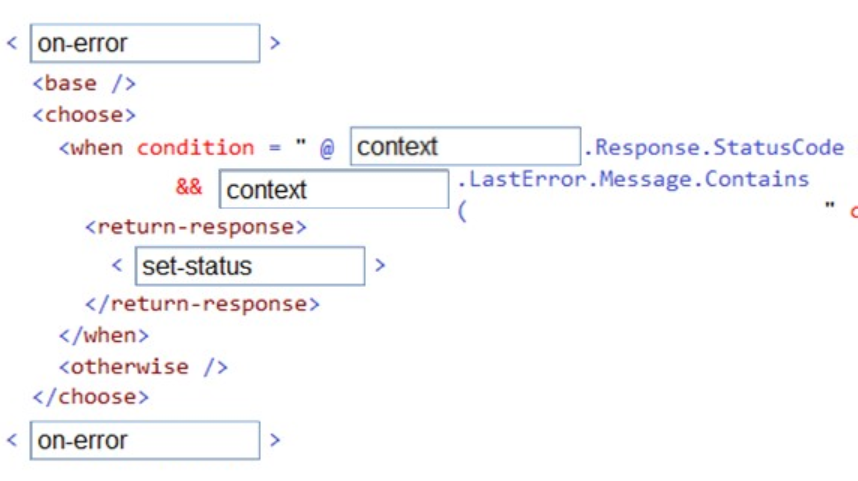 < on-error >
<base />
<choose>
<when condition = " @ context .Response.StatusCode
&& context .LastError.Message.Contains
( "
<return-response>
< set-status >
</return-response>
</when>
<otherwise />
</choose>
< on-error >